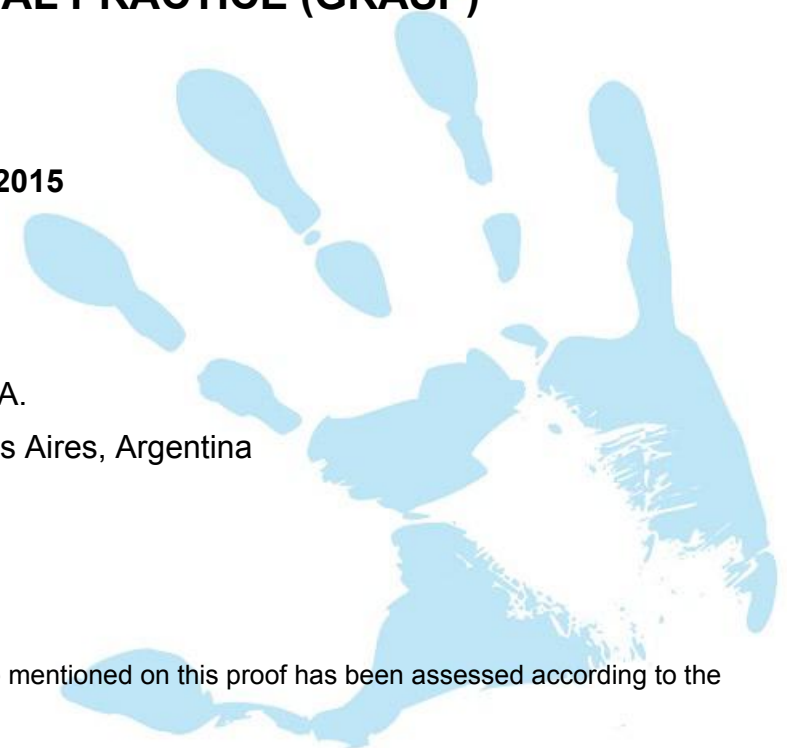 AL PRACTICE (GRASP)
2015
A.
s Aires, Argentina
mentioned on this proof has been assessed according to the